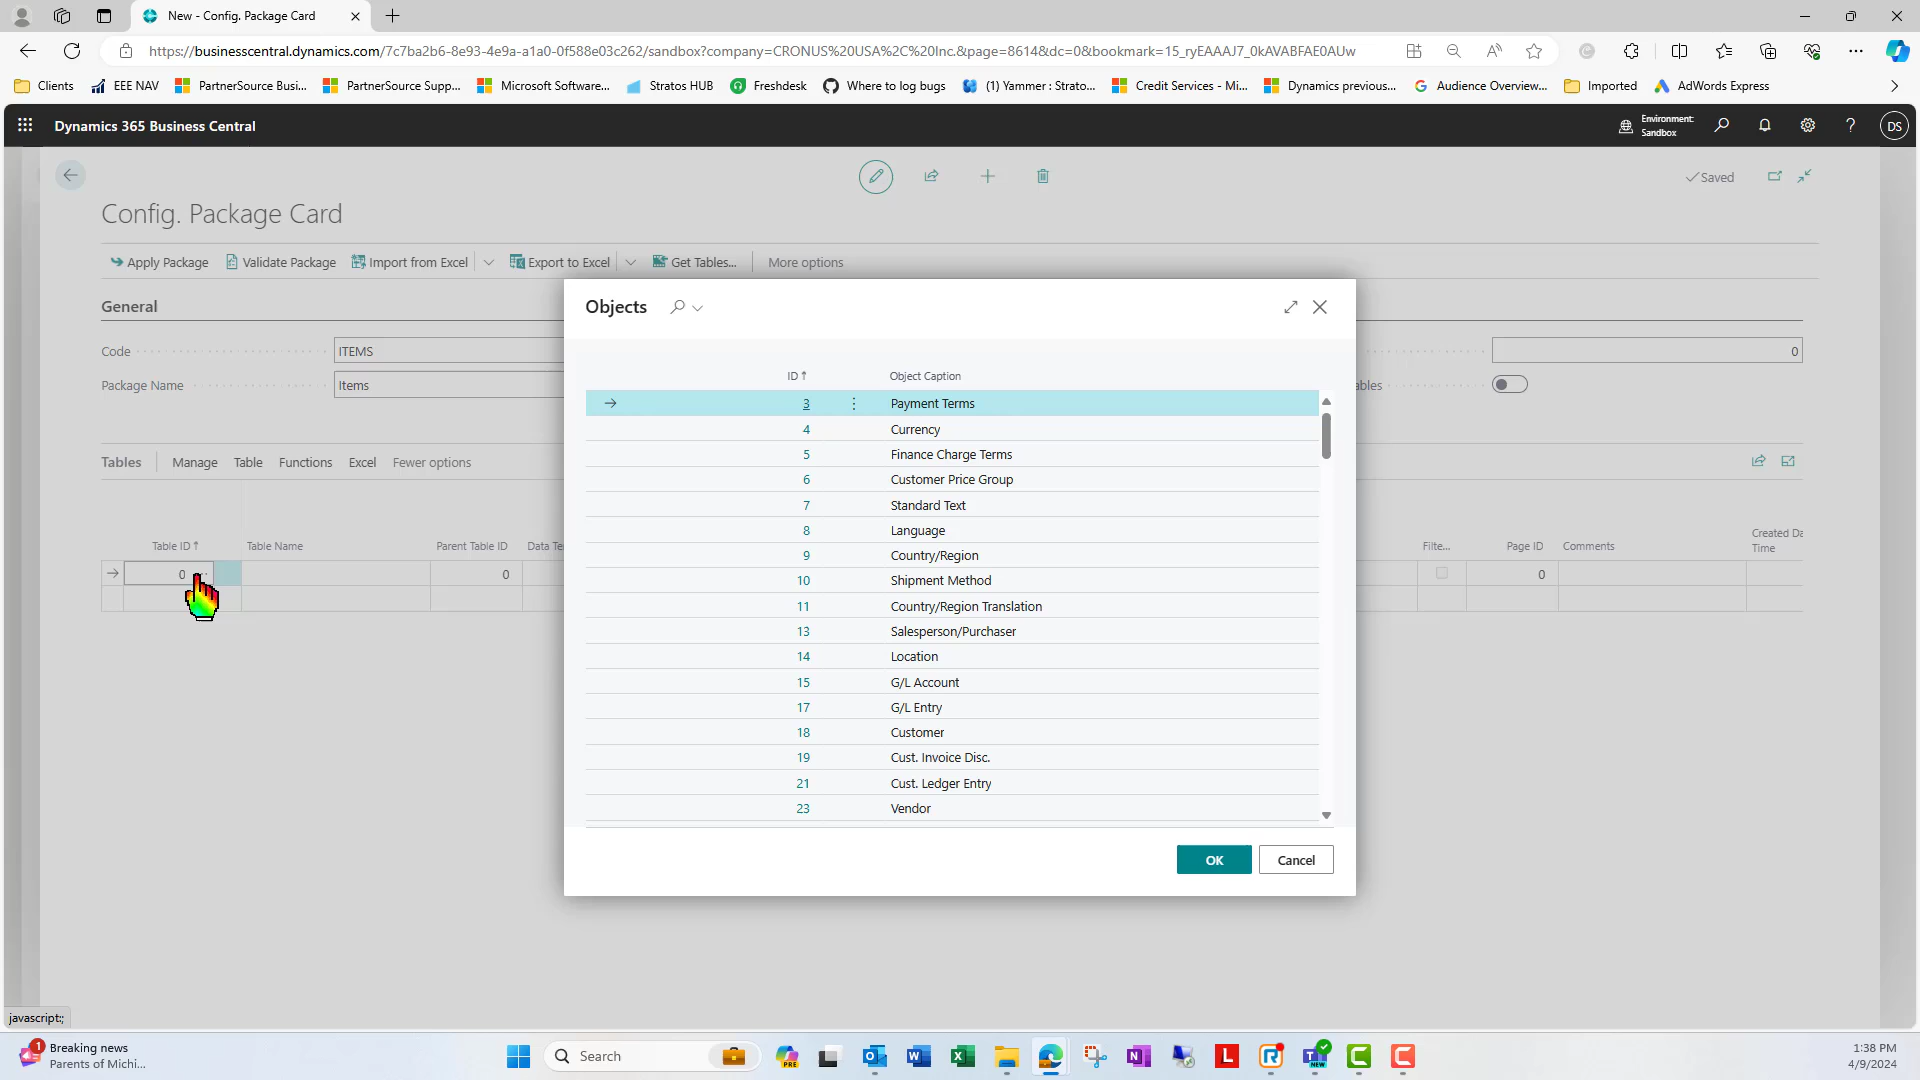 New - Config. Package Card
https://businesscentral.dynamics.com/7c7ba2b6-8e93-4e9a-a1a0-0f588e03c262/sandbox?company=CRONUS%20USA%2C%20Inc.&page=8614&dc=0&bookmark=15_ryEAAAJ7_0kAVABFAE0AUw
Clients EEE NAV PartnerSource Busi... PartnerSource Supp... Microsoft Software... Stratos HUB Freshdesk Where to log bugs (1) Yammer : Strato... Credit Services - Mi... Dynamics previous... Audience Overview... Imported AdWords Express
Dynamics 365 Business Central
Environment:
Sandbox
DS
Saved
Config. Package Card
Apply Package Validate Package Import from Excel Export to Excel Get Tables... More options
General
Code ITEMS
0
Package Name Items
ables
Tables Manage Table Functions Excel Fewer options
Table ID↑ Table Name Parent Table ID Data Te
Filte... Page ID Comments Created Da
Time
0 0 0
Objects
ID↑ Object Caption
3 Payment Terms
4 Currency
5 Finance Charge Terms
6 Customer Price Group
7 Standard Text
8 Language
9 Country/Region
10 Shipment Method
11 Country/Region Translation
13 Salesperson/Purchaser
14 Location
15 G/L Account
17 G/L Entry
18 Customer
19 Cust. Invoice Disc.
21 Cust. Ledger Entry
23 Vendor
OK Cancel
javascript:;
1 Breaking news
Parents of Michi...
Search
PRE
L
NEW
1:38 PM
4/9/2024